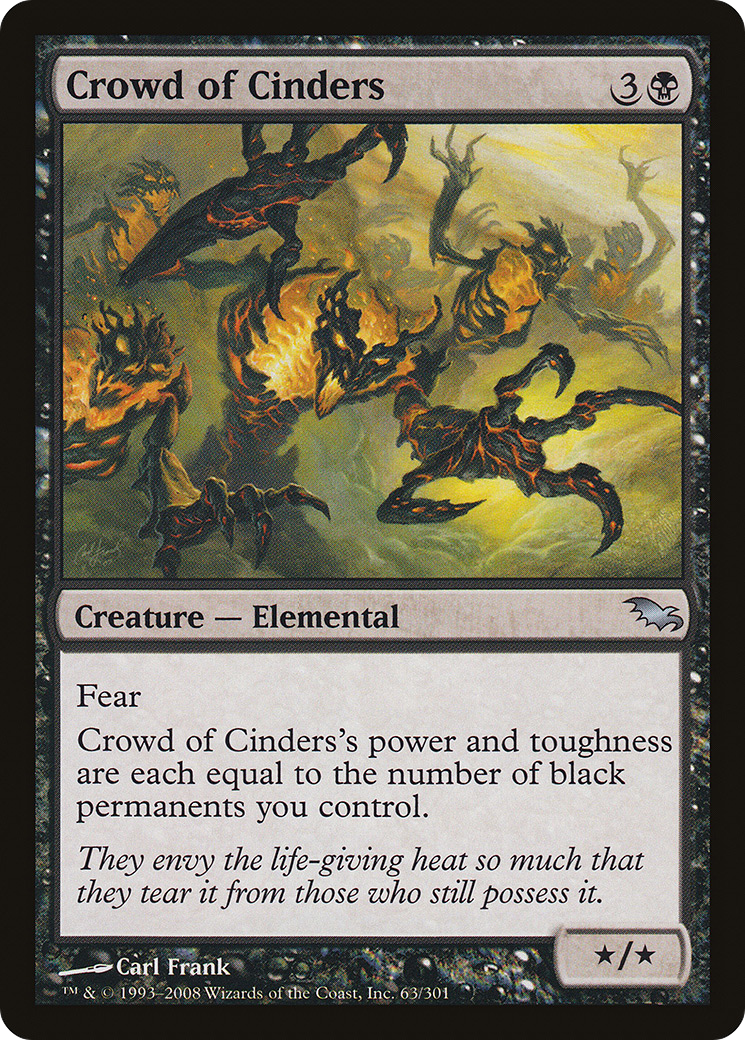 Crowd of Cinders 3
Creature — Elemental
Fear
Crowd of Cinders's power and toughness
are each equal to the number of black
permanents you control.
They envy the life-giving heat so much that
they tear it from those who still possess it.
★/★
Carl Frank
™ & © 1993–2008 Wizards of the Coast, Inc. 63/301